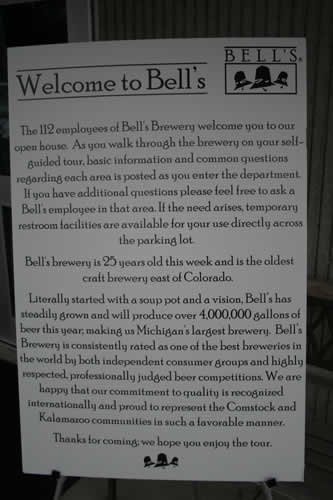 BELL'S
Welcome to Bell's
The 112 employees of Bell's Brewery welcome you to our
open house. As you walk through the brewery on your self-
guided tour, basic information and common questions
regarding each area is posted as you enter the department.
If you have additional questions please feel free to ask a
Bell's employee in that area. If the need arises, temporary
restroom facilities are available for your use directly across
the parking lot.
Bell's brewery is 25 years old this week and is the oldest
craft brewery east of Colorado.
Literally started with a soup pot and a vision, Bell's has
steadily grown and will produce over 4,000,000 gallons of
beer this year, making us Michigan's largest brewery. Bell's
Brewery is consistently rated as one of the best breweries in
the world by both independent consumer groups and highly
respected, professionally judged beer competitions. We are
happy that our commitment to quality is recognized
internationally and proud to represent the Comstock and
Kalamazoo communities in such a favorable manner.
Thanks for coming; we hope you enjoy the tour.